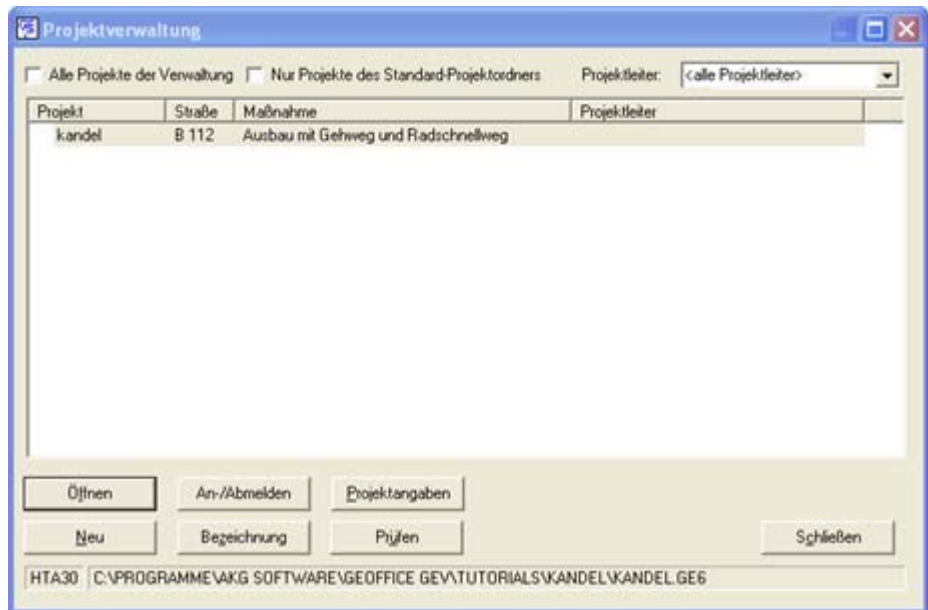 Projektverwaltung
Alle Projekte der Verwaltung Nur Projekte des Standard-Projektordners Projektleiter: <alle Projektleiter>
Projekt Straße Maßnahme Projektleiter
kandel B 112 Ausbau mit Gehweg und Radschnellweg
Öffnen An-/Abmelden Projektangaben
Neu Bezeichnung Prüfen Schließen
HTA30 C:\PROGRAMME\AKG SOFTWARE\GEOFFICE GEV\TUTORIALS\KANDEL\KANDEL.GE6